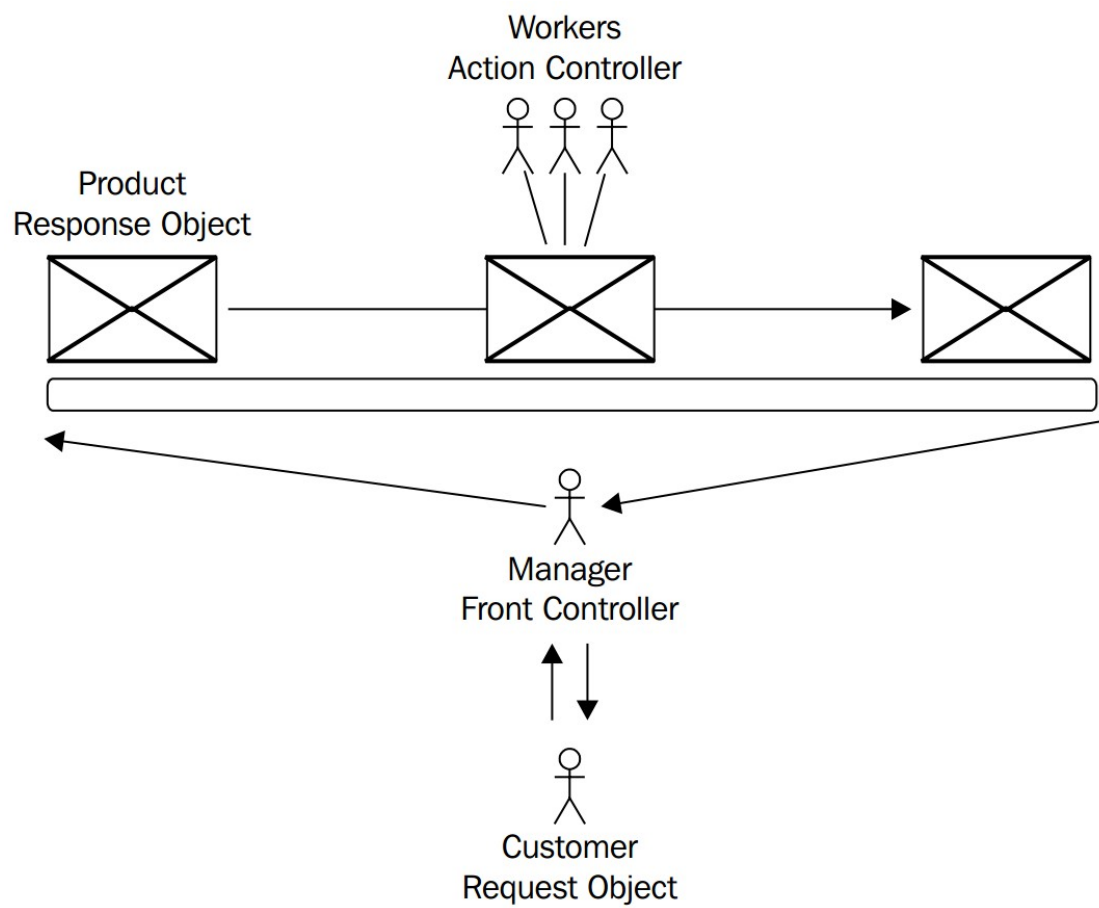 Workers
Action Controller
Product
Response Object
Manager
Front Controller
Customer
Request Object